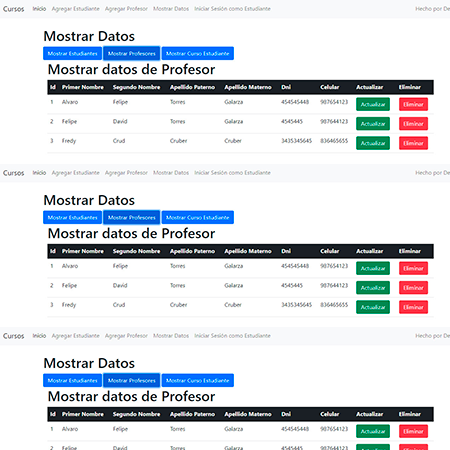 Cursos Inicio Agregar Estudiante Agregar Profesor Mostrar Datos Iniciar Sesión como Estudiante Hecho por De
Mostrar Datos
Mostrar Estudiantes Mostrar Profesores Mostrar Curso Estudiante
Mostrar datos de Profesor
Id Primer Nombre Segundo Nombre Apellido Paterno Apellido Materno Dni Celular Actualizar Eliminar
1 Alvaro Felipe Torres Galarza 454545448 987654123 Actualizar Eliminar
2 Felipe David Torres Galarza 4545445 987644123 Actualizar Eliminar
3 Fredy Crud Cruber Cruber 3435345645 836465655 Actualizar Eliminar
Cursos Inicio Agregar Estudiante Agregar Profesor Mostrar Datos Iniciar Sesión como Estudiante Hecho por De
Mostrar Datos
Mostrar Estudiantes Mostrar Profesores Mostrar Curso Estudiante
Mostrar datos de Profesor
Id Primer Nombre Segundo Nombre Apellido Paterno Apellido Materno Dni Celular Actualizar Eliminar
1 Alvaro Felipe Torres Galarza 454545448 987654123 Actualizar Eliminar
2 Felipe David Torres Galarza 4545445 987644123 Actualizar Eliminar
3 Fredy Crud Cruber Cruber 3435345645 836465655 Actualizar Eliminar
Cursos Inicio Agregar Estudiante Agregar Profesor Mostrar Datos Iniciar Sesión como Estudiante Hecho por De
Mostrar Datos
Mostrar Estudiantes Mostrar Profesores Mostrar Curso Estudiante
Mostrar datos de Profesor
Id Primer Nombre Segundo Nombre Apellido Paterno Apellido Materno Dni Celular Actualizar Eliminar
1 Alvaro Felipe Torres Galarza 454545448 987654123 Actualizar Eliminar
2 Felipe David Torres Galarza 4545445 987644123 Actualizar Eliminar